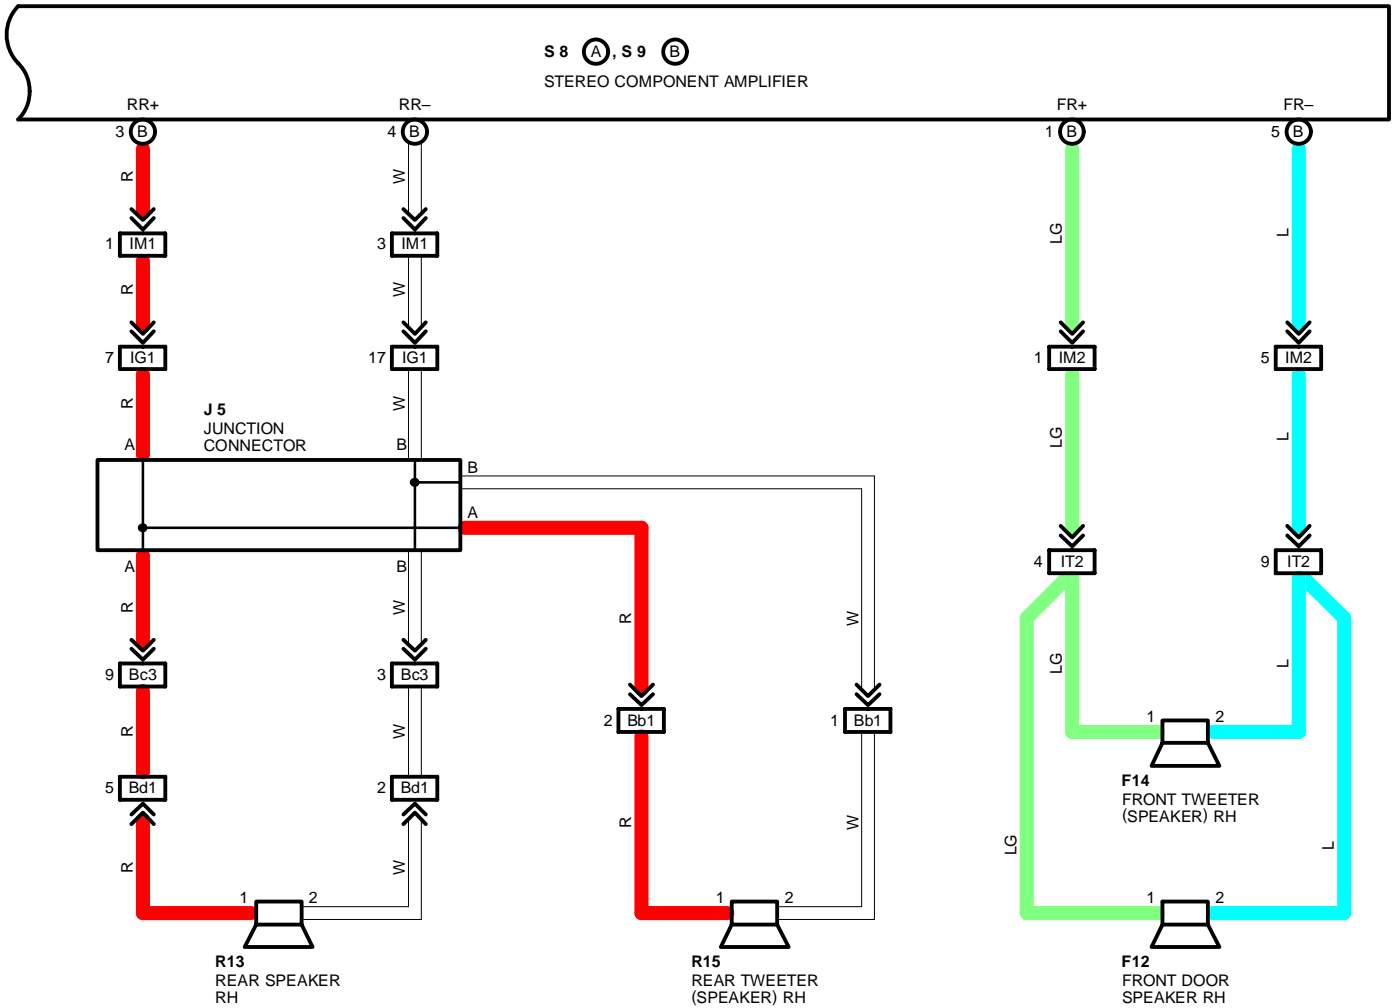 S 8 A , S 9 B
STEREO COMPONENT AMPLIFIER
RR+ RR– FR+ FR–
3 B 4 B 1 B 5 B
R W
LG L
1 IM1 3 IM1
R W
7 IG1 17 IG1 1 IM2 5 IM2
R W
J 5
JUNCTION
CONNECTOR
LG L
A B
B
A
4 IT2 9 IT2
A B
R W R W
LG L
9 Bc3 3 Bc3
2 Bb1 1 Bb1
1 2
R W
5 Bd1 2 Bd1
F14
FRONT TWEETER
(SPEAKER) RH
R W
LG L
R W
1 2 1 2 1 2
R13
REAR SPEAKER
RH
R15
REAR TWEETER
(SPEAKER) RH
F12
FRONT DOOR
SPEAKER RH